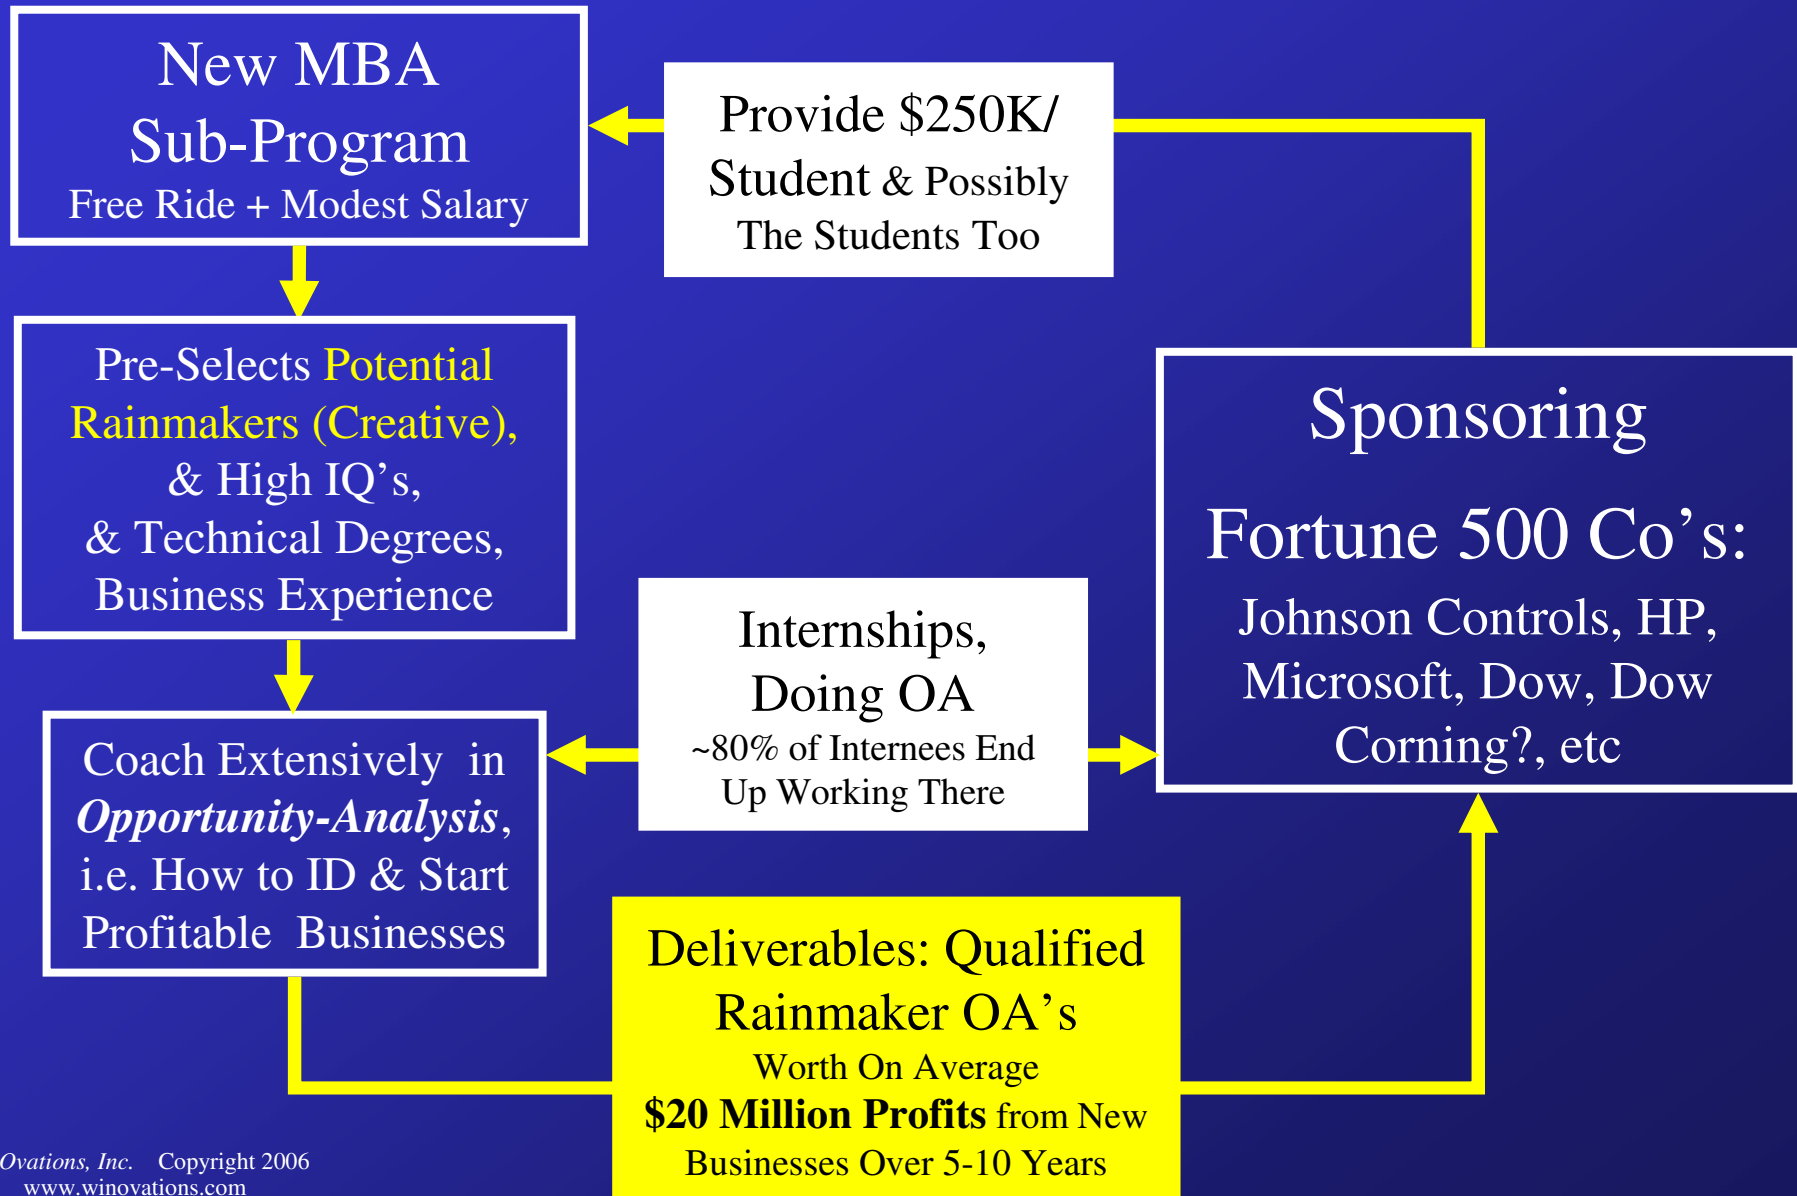 New MBA
Sub-Program
Free Ride + Modest Salary
Provide $250K/
Student & Possibly
The Students Too
Pre-Selects Potential
Rainmakers (Creative),
& High IQ’s,
& Technical Degrees,
Business Experience
Sponsoring
Fortune 500 Co’s:
Johnson Controls, HP,
Microsoft, Dow, Dow
Corning?, etc
Internships,
Doing OA
~80% of Internees End
Up Working There
Coach Extensively in
Opportunity-Analysis,
i.e. How to ID & Start
Profitable Businesses
Deliverables: Qualified
Rainmaker OA’s
Worth On Average
$20 Million Profits from New
Businesses Over 5-10 Years
Ovations, Inc. Copyright 2006
www.winovations.com